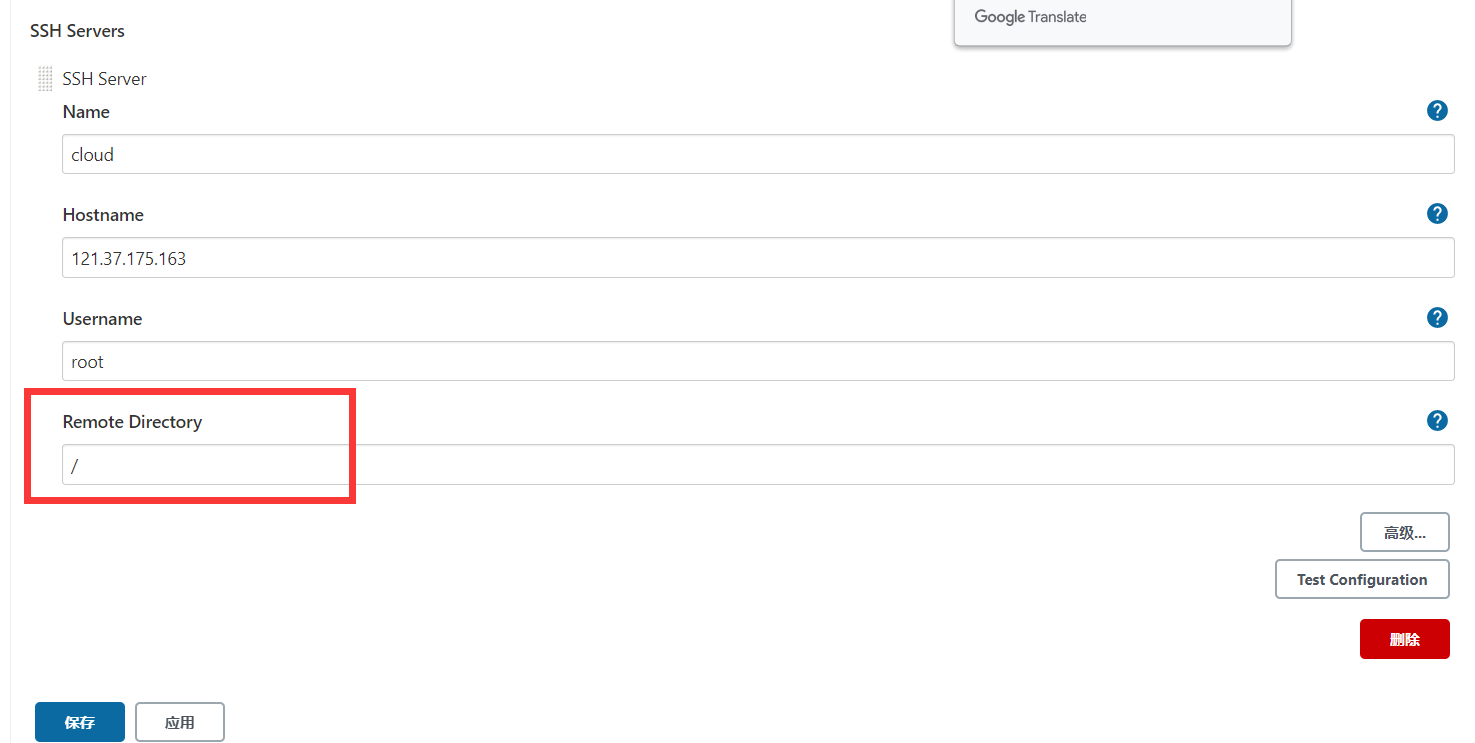 Google Translate
SSH Servers
SSH Server
Name
?
cloud
Hostname
?
121.37.175.163
Username
?
root
Remote Directory
?
/
高级...
Test Configuration
删除
保存
应用